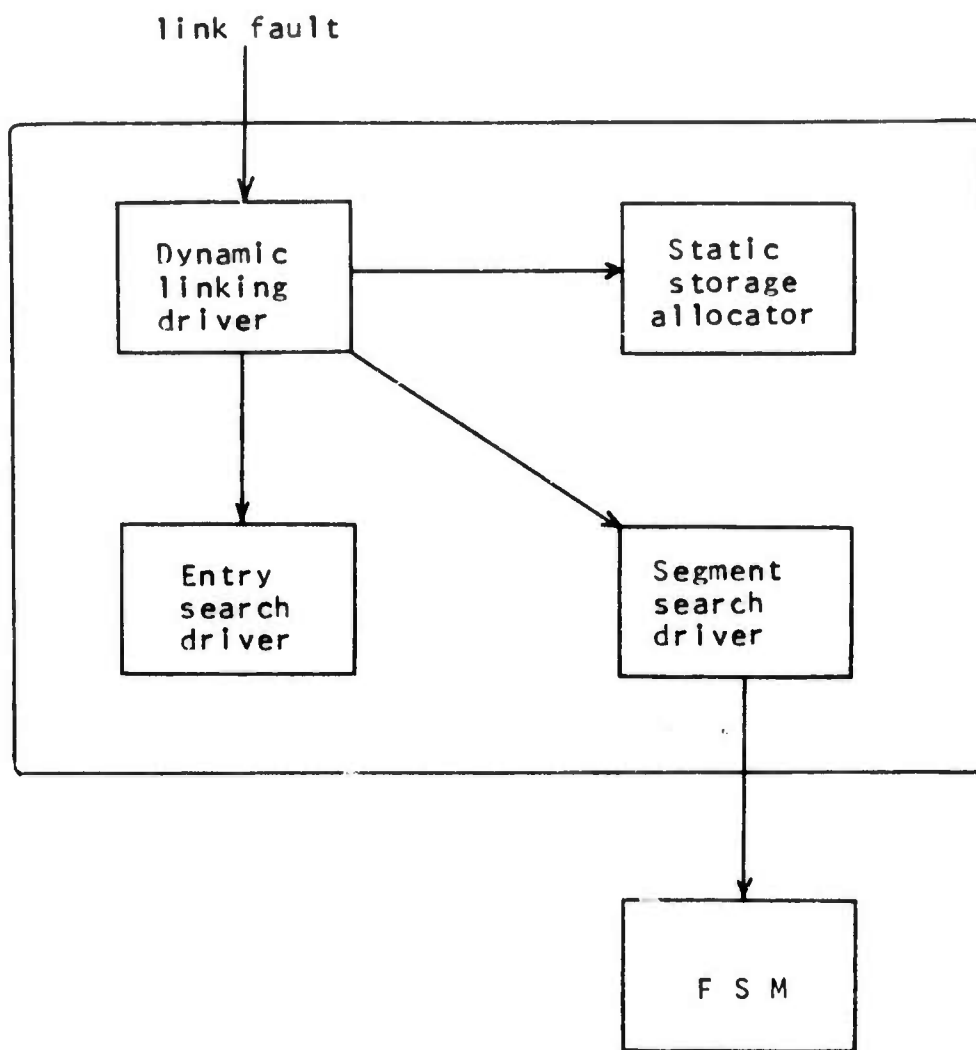 link fault
Dynamic
linking
driver
Static
storage
allocator
Entry
search
driver
Segment
search
driver
F S M